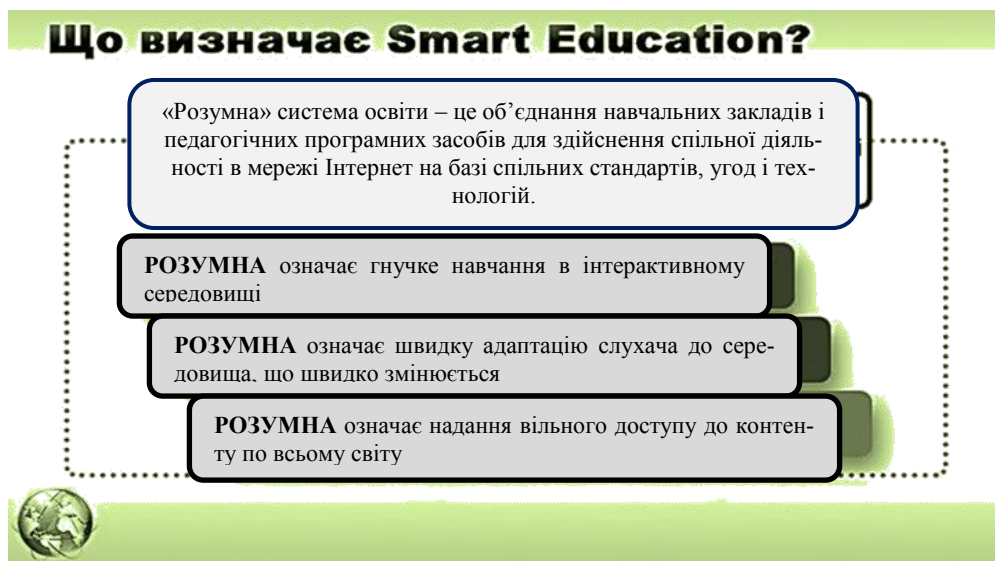 Що визначає Smart Education?
«Розумна» система освіти – це об’єднання навчальних закладів і
педагогічних програмних засобів для здійснення спільної діяль-
ності в мережі Інтернет на базі спільних стандартів, угод і тех-
нологій.
РОЗУМНА означає гнучке навчання в інтерактивному
середовищі
РОЗУМНА означає швидку адаптацію слухача до сере-
довища, що швидко змінюється
РОЗУМНА означає надання вільного доступу до контен-
ту по всьому світу